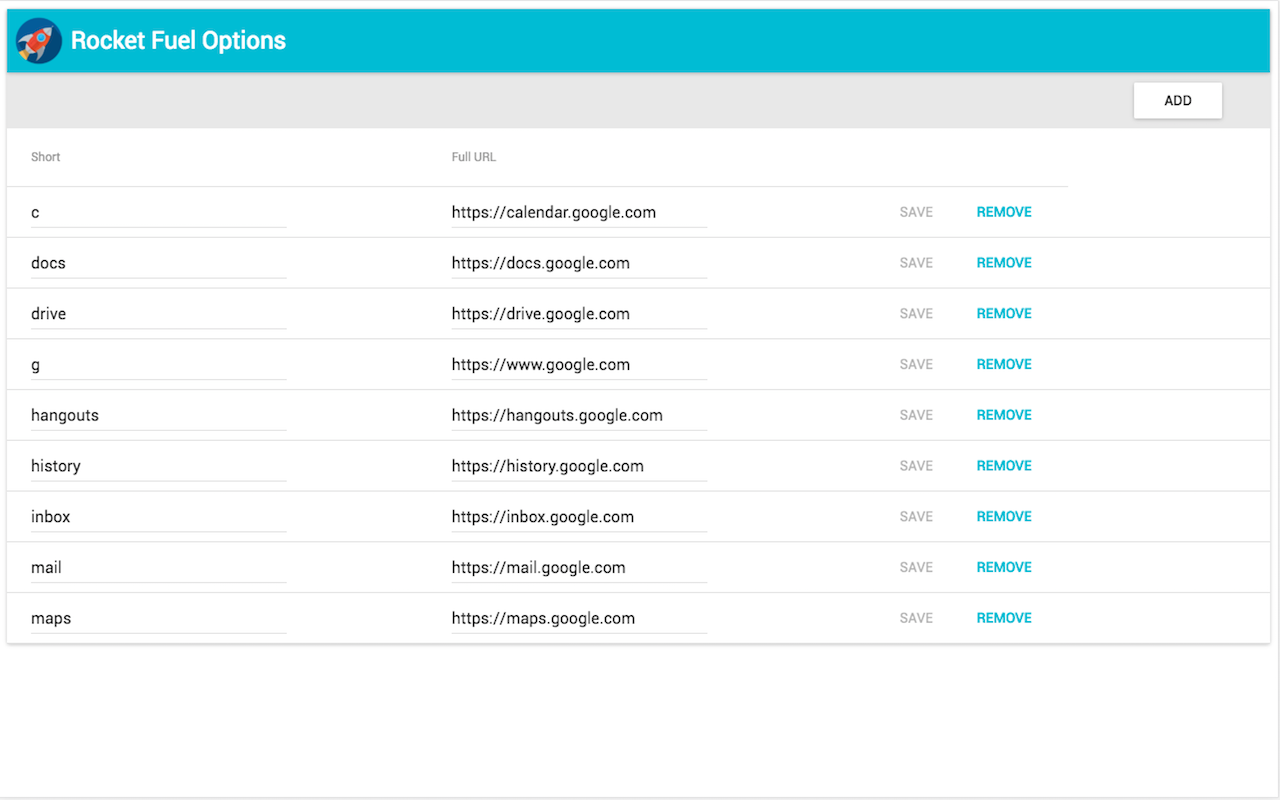 Rocket Fuel Options
ADD
Short Full URL
c https://calendar.google.com SAVE REMOVE
docs https://docs.google.com SAVE REMOVE
drive https://drive.google.com SAVE REMOVE
g https://www.google.com SAVE REMOVE
hangouts https://hangouts.google.com SAVE REMOVE
history https://history.google.com SAVE REMOVE
inbox https://inbox.google.com SAVE REMOVE
mail https://mail.google.com SAVE REMOVE
maps https://maps.google.com SAVE REMOVE